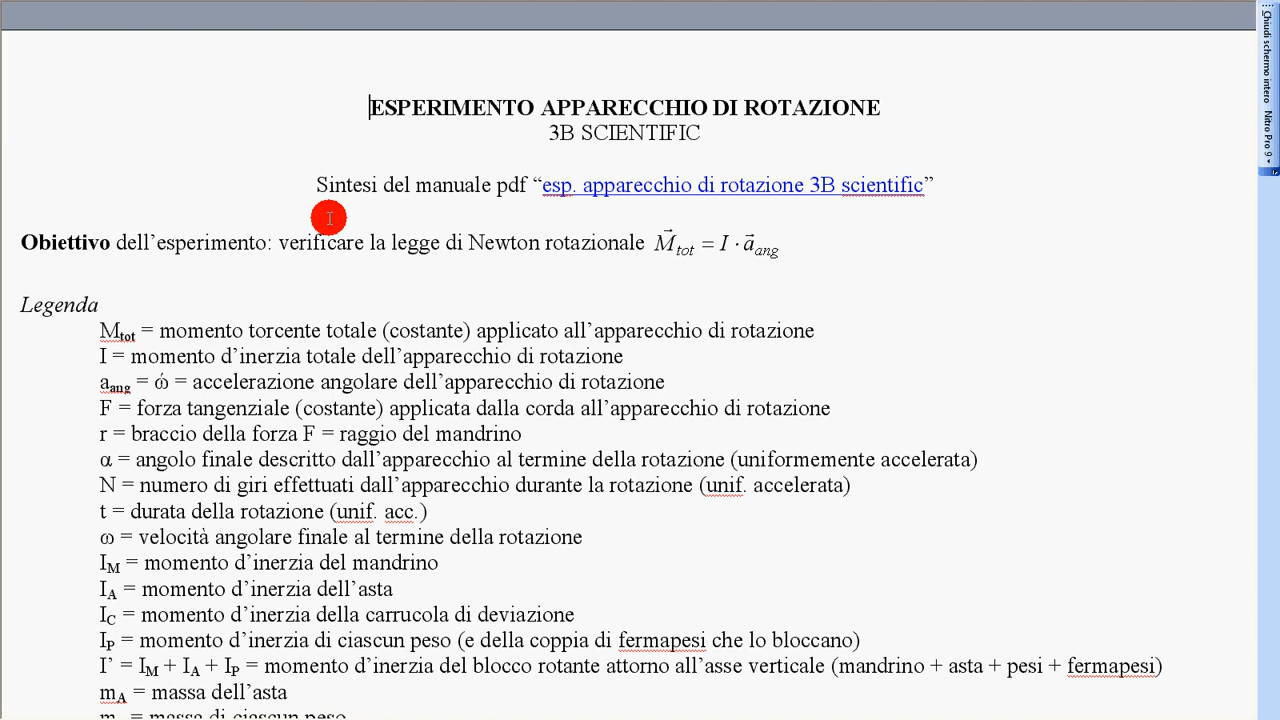 Chiudi schermo intero
Nitro Pro 9
ESPERIMENTO APPARECCHIO DI ROTAZIONE
3B SCIENTIFIC
Sintesi del manuale pdf “esp. apparecchio di rotazione 3B scientific”
Obiettivo dell’esperimento: verificare la legge di Newton rotazionale M⃗tot = I · a⃗ang
Legenda
Mtot = momento torcente totale (costante) applicato all’apparecchio di rotazione
I = momento d’inerzia totale dell’apparecchio di rotazione
aang = ώ = accelerazione angolare dell’apparecchio di rotazione
F = forza tangenziale (costante) applicata dalla corda all’apparecchio di rotazione
r = braccio della forza F = raggio del mandrino
α = angolo finale descritto dall’apparecchio al termine della rotazione (uniformemente accelerata)
N = numero di giri effettuati dall’apparecchio durante la rotazione (unif. accelerata)
t = durata della rotazione (unif. acc.)
ω = velocità angolare finale al termine della rotazione
IM = momento d’inerzia del mandrino
IA = momento d’inerzia dell’asta
IC = momento d’inerzia della carrucola di deviazione
IP = momento d’inerzia di ciascun peso (e della coppia di fermapesi che lo bloccano)
I’ = IM + IA + IP = momento d’inerzia del blocco rotante attorno all’asse verticale (mandrino + asta + pesi + fermapesi)
mA = massa dell’asta
= massa di ciascun peso